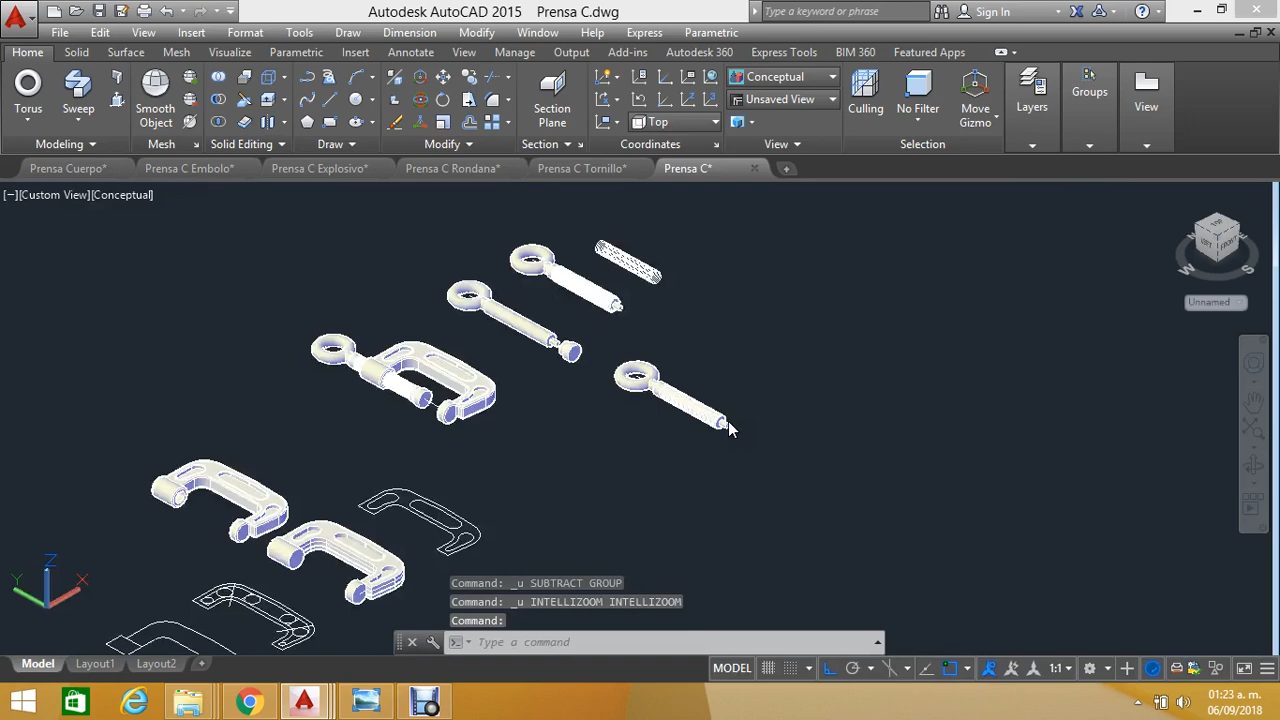 Autodesk AutoCAD 2015 Prensa C.dwg
Type a keyword or phrase
Sign In
File Edit View Insert Format Tools Draw Dimension Modify Window Help Express Parametric
Home Solid Surface Mesh Visualize Parametric Insert Annotate View Manage Output Add-ins Autodesk 360 Express Tools BIM 360 Featured Apps
Conceptual
Unsaved View
Top
Torus Sweep Smooth Object Section Plane Culling No Filter Move Gizmo Layers Groups View
Modeling Mesh Solid Editing Draw Modify Section Coordinates View Selection
Prensa Cuerpo* Prensa C Embolo* Prensa C Explosivo* Prensa C Rondana* Prensa C Tornillo* Prensa C*
[−][Custom View][Conceptual]
TOP
LEFT FRONT
W S
Unnamed
Z
Y X
Command: _u SUBTRACT GROUP
Command: _u INTELLIZOOM INTELLIZOOM
Command:
Type a command
Model Layout1 Layout2 +
MODEL 1:1
01:23 a. m.
06/09/2018